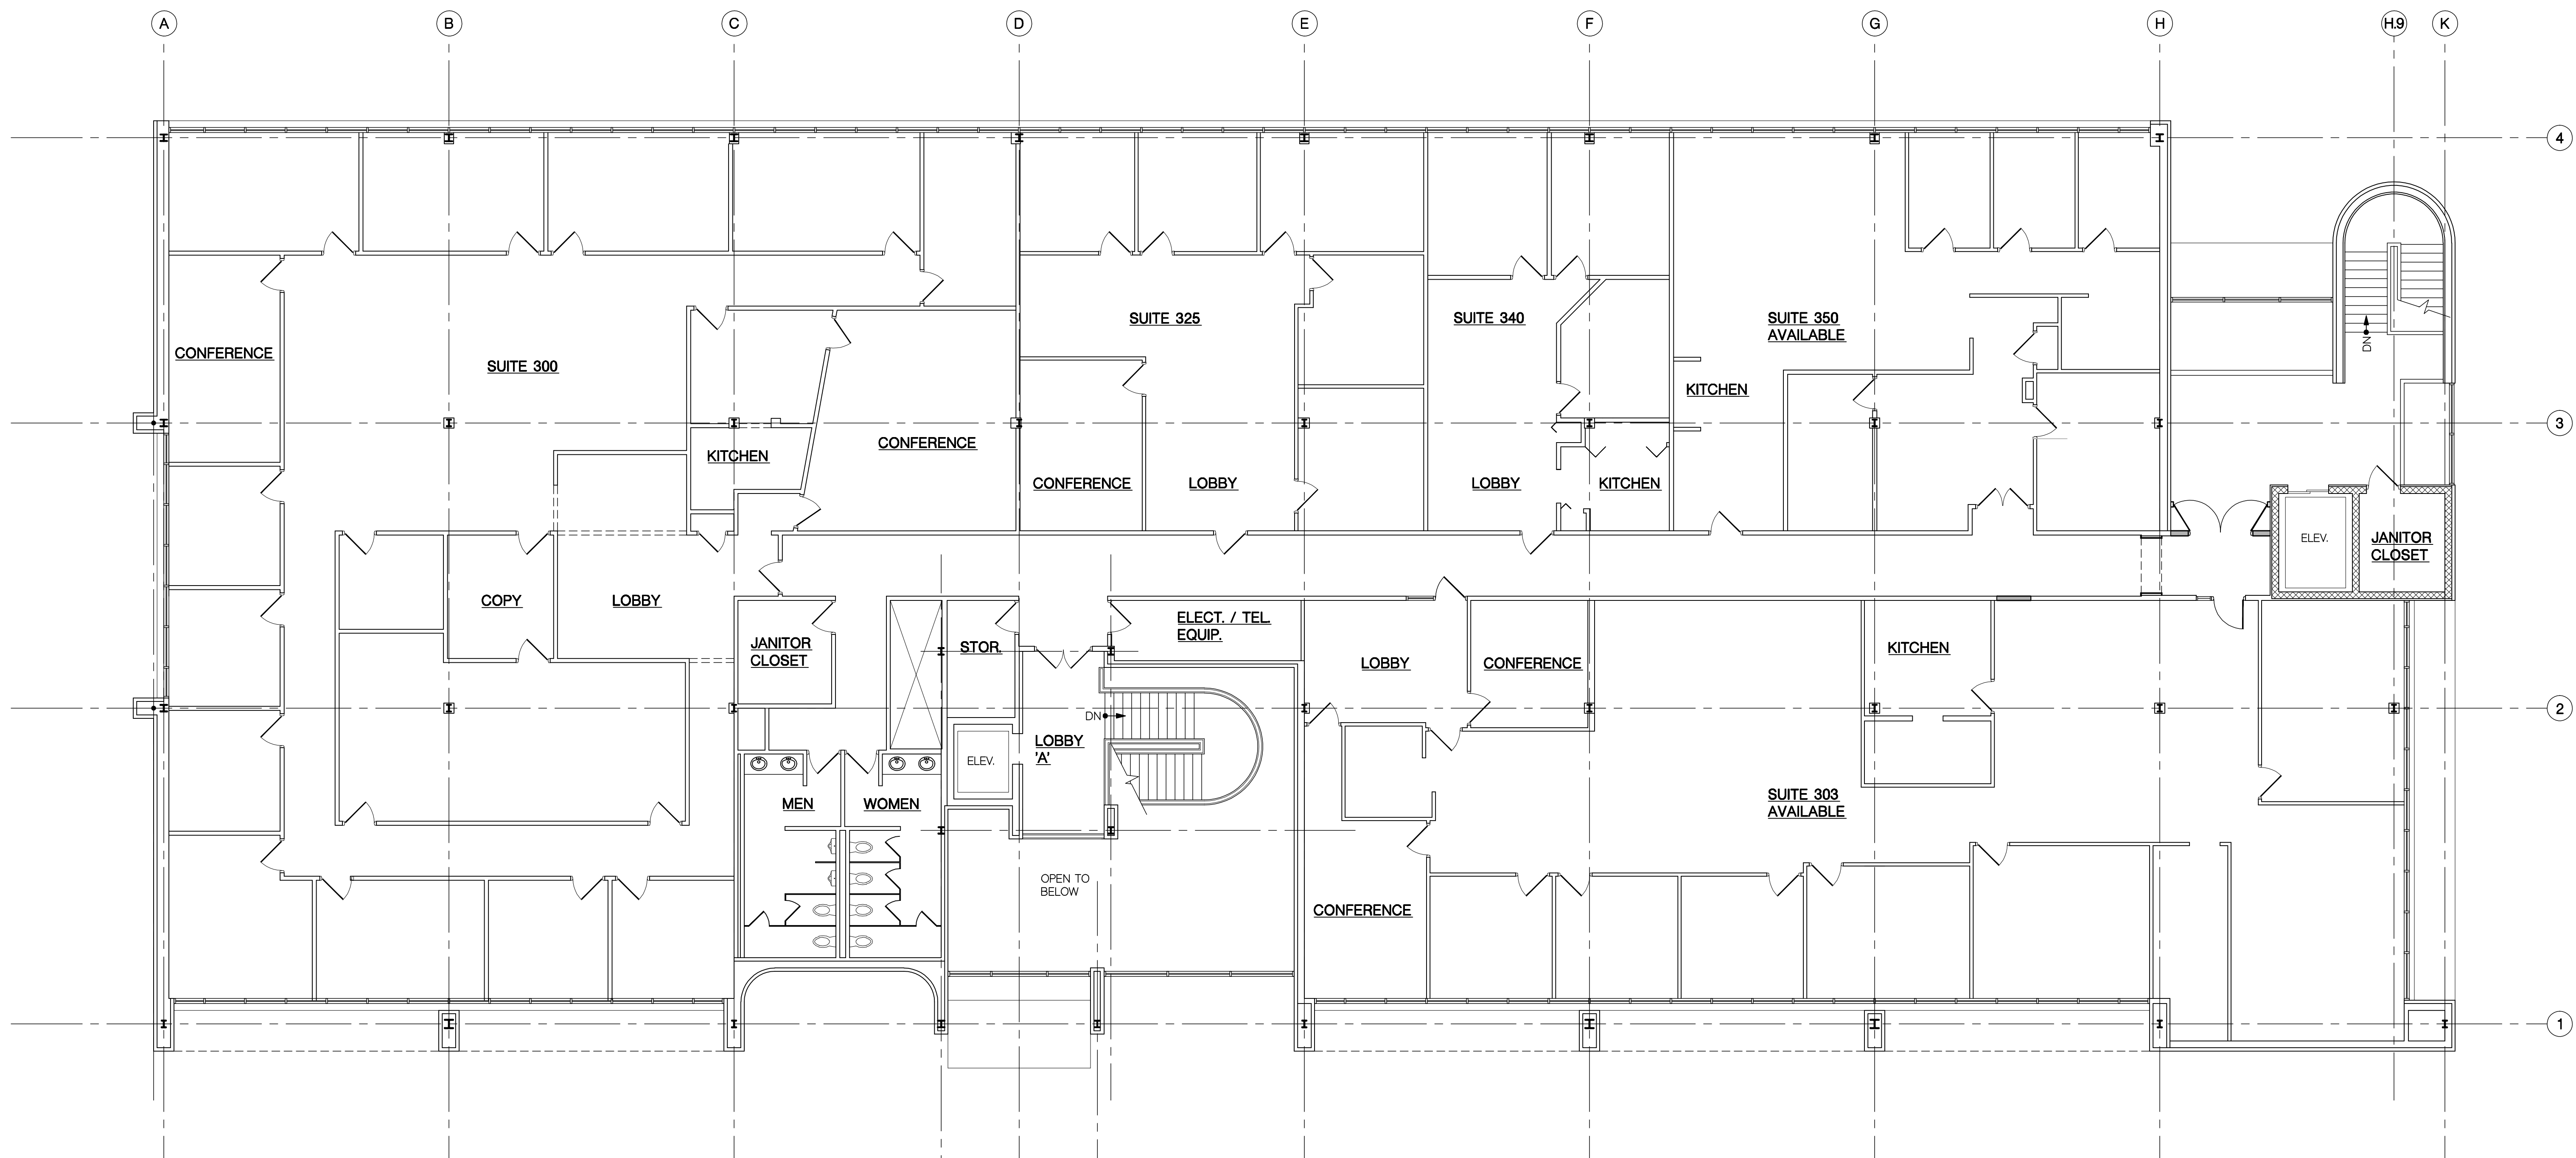 A
B
C
D
E
F
G
H
H.9
K
4
SUITE 325
SUITE 340
SUITE 350
AVAILABLE
DN
CONFERENCE
SUITE 300
KITCHEN
3
CONFERENCE
KITCHEN
CONFERENCE
LOBBY
LOBBY
KITCHEN
ELEV.
JANITOR
CLOSET
COPY
LOBBY
ELECT. / TEL.
EQUIP.
JANITOR
CLOSET
STOR.
LOBBY
CONFERENCE
KITCHEN
DN
2
LOBBY
'A'
ELEV.
MEN
WOMEN
SUITE 303
AVAILABLE
OPEN TO
BELOW
CONFERENCE
1